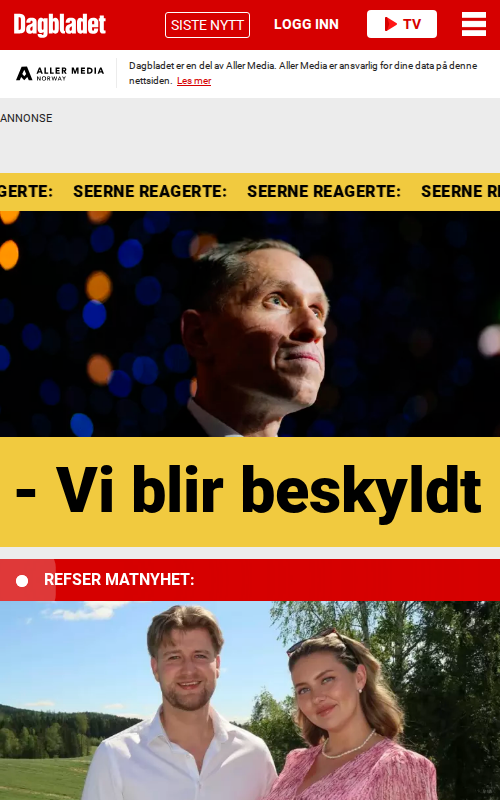 Dagbladet
SISTE NYTT
LOGG INN
TV
ALLER MEDIA
NORWAY
Dagbladet er en del av Aller Media. Aller Media er ansvarlig for dine data på denne
nettsiden. Les mer
ANNONSE
GERTE: SEERNE REAGERTE: SEERNE REAGERTE: SEERNE RE
- Vi blir beskyldt
REFSER MATNYHET: